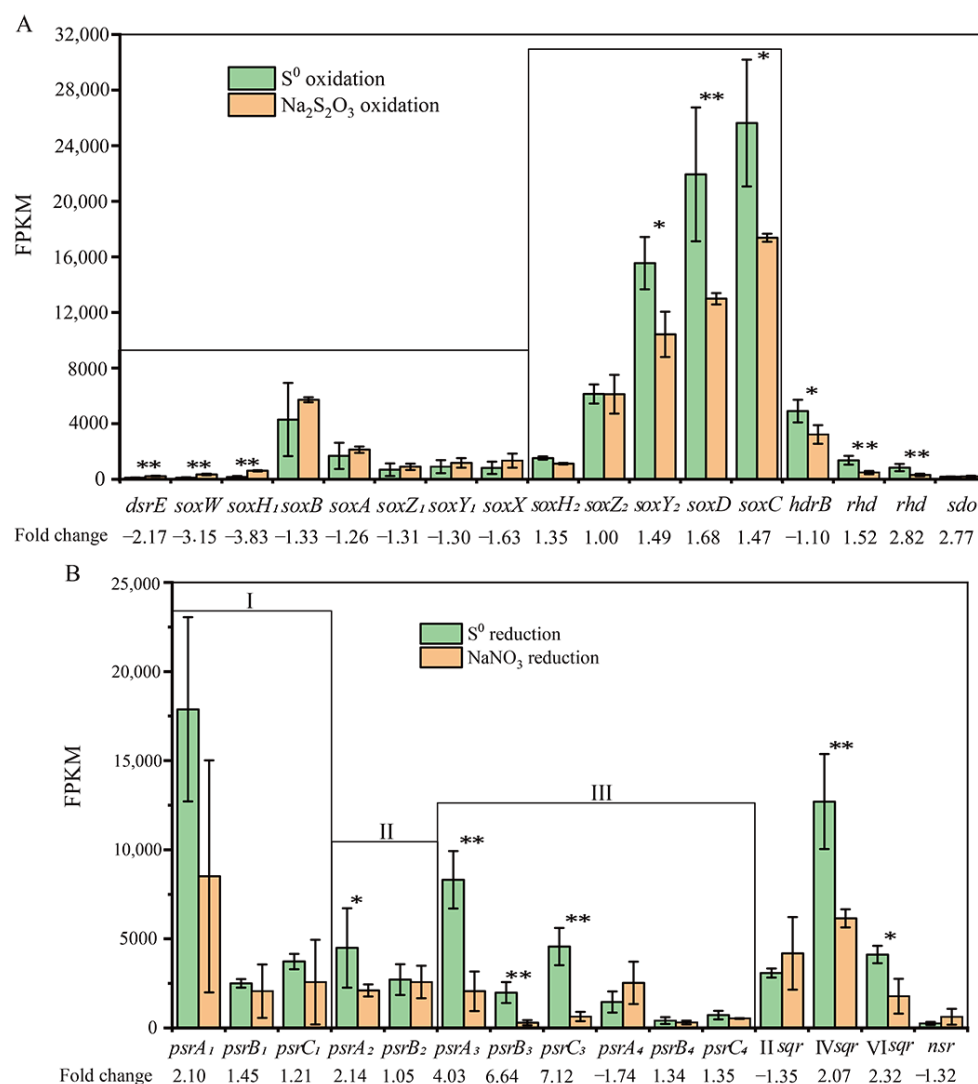 A
32,000
28,000
24,000
20,000
16,000
12,000
8000
4000
0
FPKM
S⁰ oxidation
Na₂S₂O₃ oxidation
** ** ** * ** * * ** **
dsrE soxW soxH₁ soxB soxA soxZ₁ soxY₁ soxX soxH₂ soxZ₂ soxY₂ soxD soxC hdrB rhd rhd sdo
Fold change −2.17 −3.15 −3.83 −1.33 −1.26 −1.31 −1.30 −1.63 1.35 1.00 1.49 1.68 1.47 −1.10 1.52 2.82 2.77
B
25,000
20,000
15,000
10,000
5000
0
FPKM
S⁰ reduction
NaNO₃ reduction
I
II
III
* ** ** ** ** *
psrA₁ psrB₁ psrC₁ psrA₂ psrB₂ psrA₃ psrB₃ psrC₃ psrA₄ psrB₄ psrC₄ II sqr IV sqr VI sqr nsr
Fold change 2.10 1.45 1.21 2.14 1.05 4.03 6.64 7.12 −1.74 1.34 1.35 −1.35 2.07 2.32 −1.32